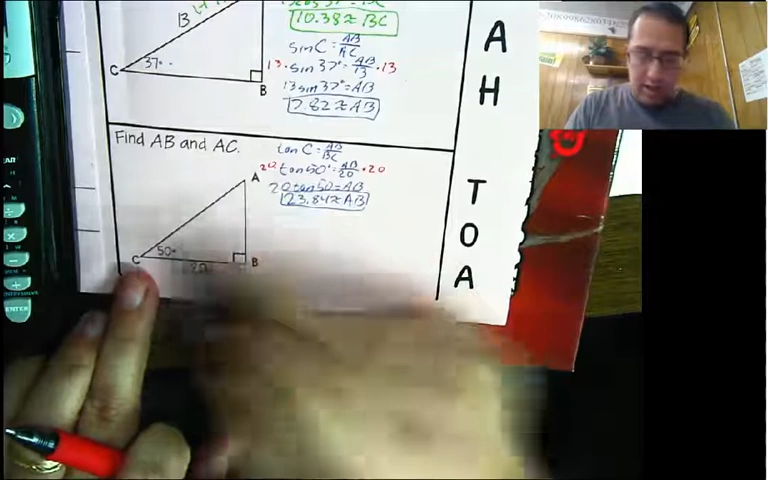 10.38 ≈ BC
13
A
sin C = AB/AC
37°
C
13 · sin 37° = AB/13 · 13
13 sin 37° = AB
B
H
7.82 ≈ AB
Find AB and AC.
tan C = AB/BC
20 · tan 50° = AB/20 · 20
A
20 tan 50 = AB
T
23.84 ≈ AB
50°
O
C
20
B
A
ENTER